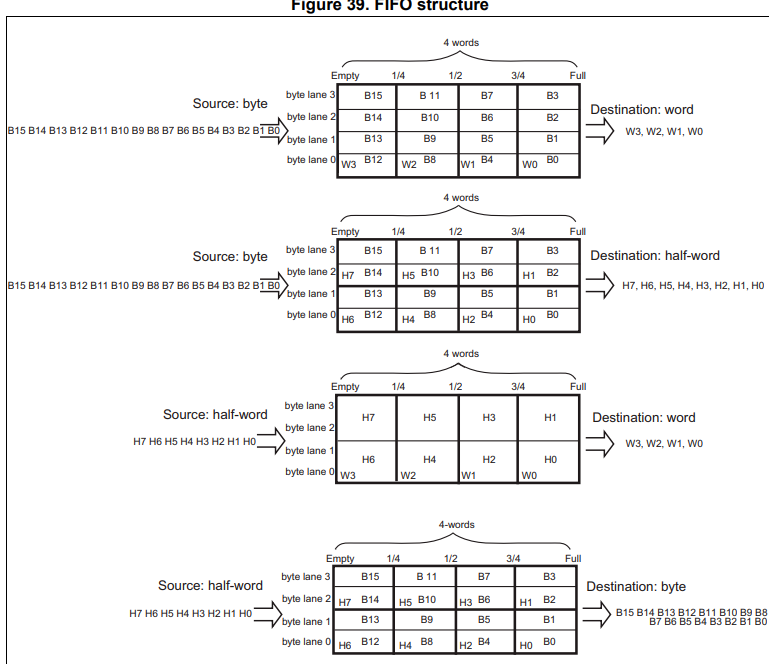 Figure 39. FIFO structure
4 words
Empty 1/4 1/2 3/4 Full
Source: byte
byte lane 3 B15 B 11 B7 B3
Destination: word
byte lane 2 B14 B10 B6 B2
B15 B14 B13 B12 B11 B10 B9 B8 B7 B6 B5 B4 B3 B2 B1 B0
W3, W2, W1, W0
byte lane 1 B13 B9 B5 B1
byte lane 0 W3 B12 W2 B8 W1 B4 W0 B0
4 words
Empty 1/4 1/2 3/4 Full
Source: byte
byte lane 3 B15 B 11 B7 B3
Destination: half-word
byte lane 2 H7 B14 H5 B10 H3 B6 H1 B2
B15 B14 B13 B12 B11 B10 B9 B8 B7 B6 B5 B4 B3 B2 B1 B0
H7, H6, H5, H4, H3, H2, H1, H0
byte lane 1 B13 B9 B5 B1
byte lane 0 H6 B12 H4 B8 H2 B4 H0 B0
4 words
Empty 1/4 1/2 3/4 Full
byte lane 3
Source: half-word
H7 H5 H3 H1
Destination: word
byte lane 2
H7 H6 H5 H4 H3 H2 H1 H0
W3, W2, W1, W0
byte lane 1
H6 H4 H2 H0
byte lane 0 W3 W2 W1 W0
4-words
Empty 1/4 1/2 3/4 Full
byte lane 3 B15 B 11 B7 B3
Source: half-word
Destination: byte
byte lane 2 H7 B14 H5 B10 H3 B6 H1 B2
H7 H6 H5 H4 H3 H2 H1 H0
B15 B14 B13 B12 B11 B10 B9 B8
B7 B6 B5 B4 B3 B2 B1 B0
byte lane 1 B13 B9 B5 B1
byte lane 0 H6 B12 H4 B8 H2 B4 H0 B0